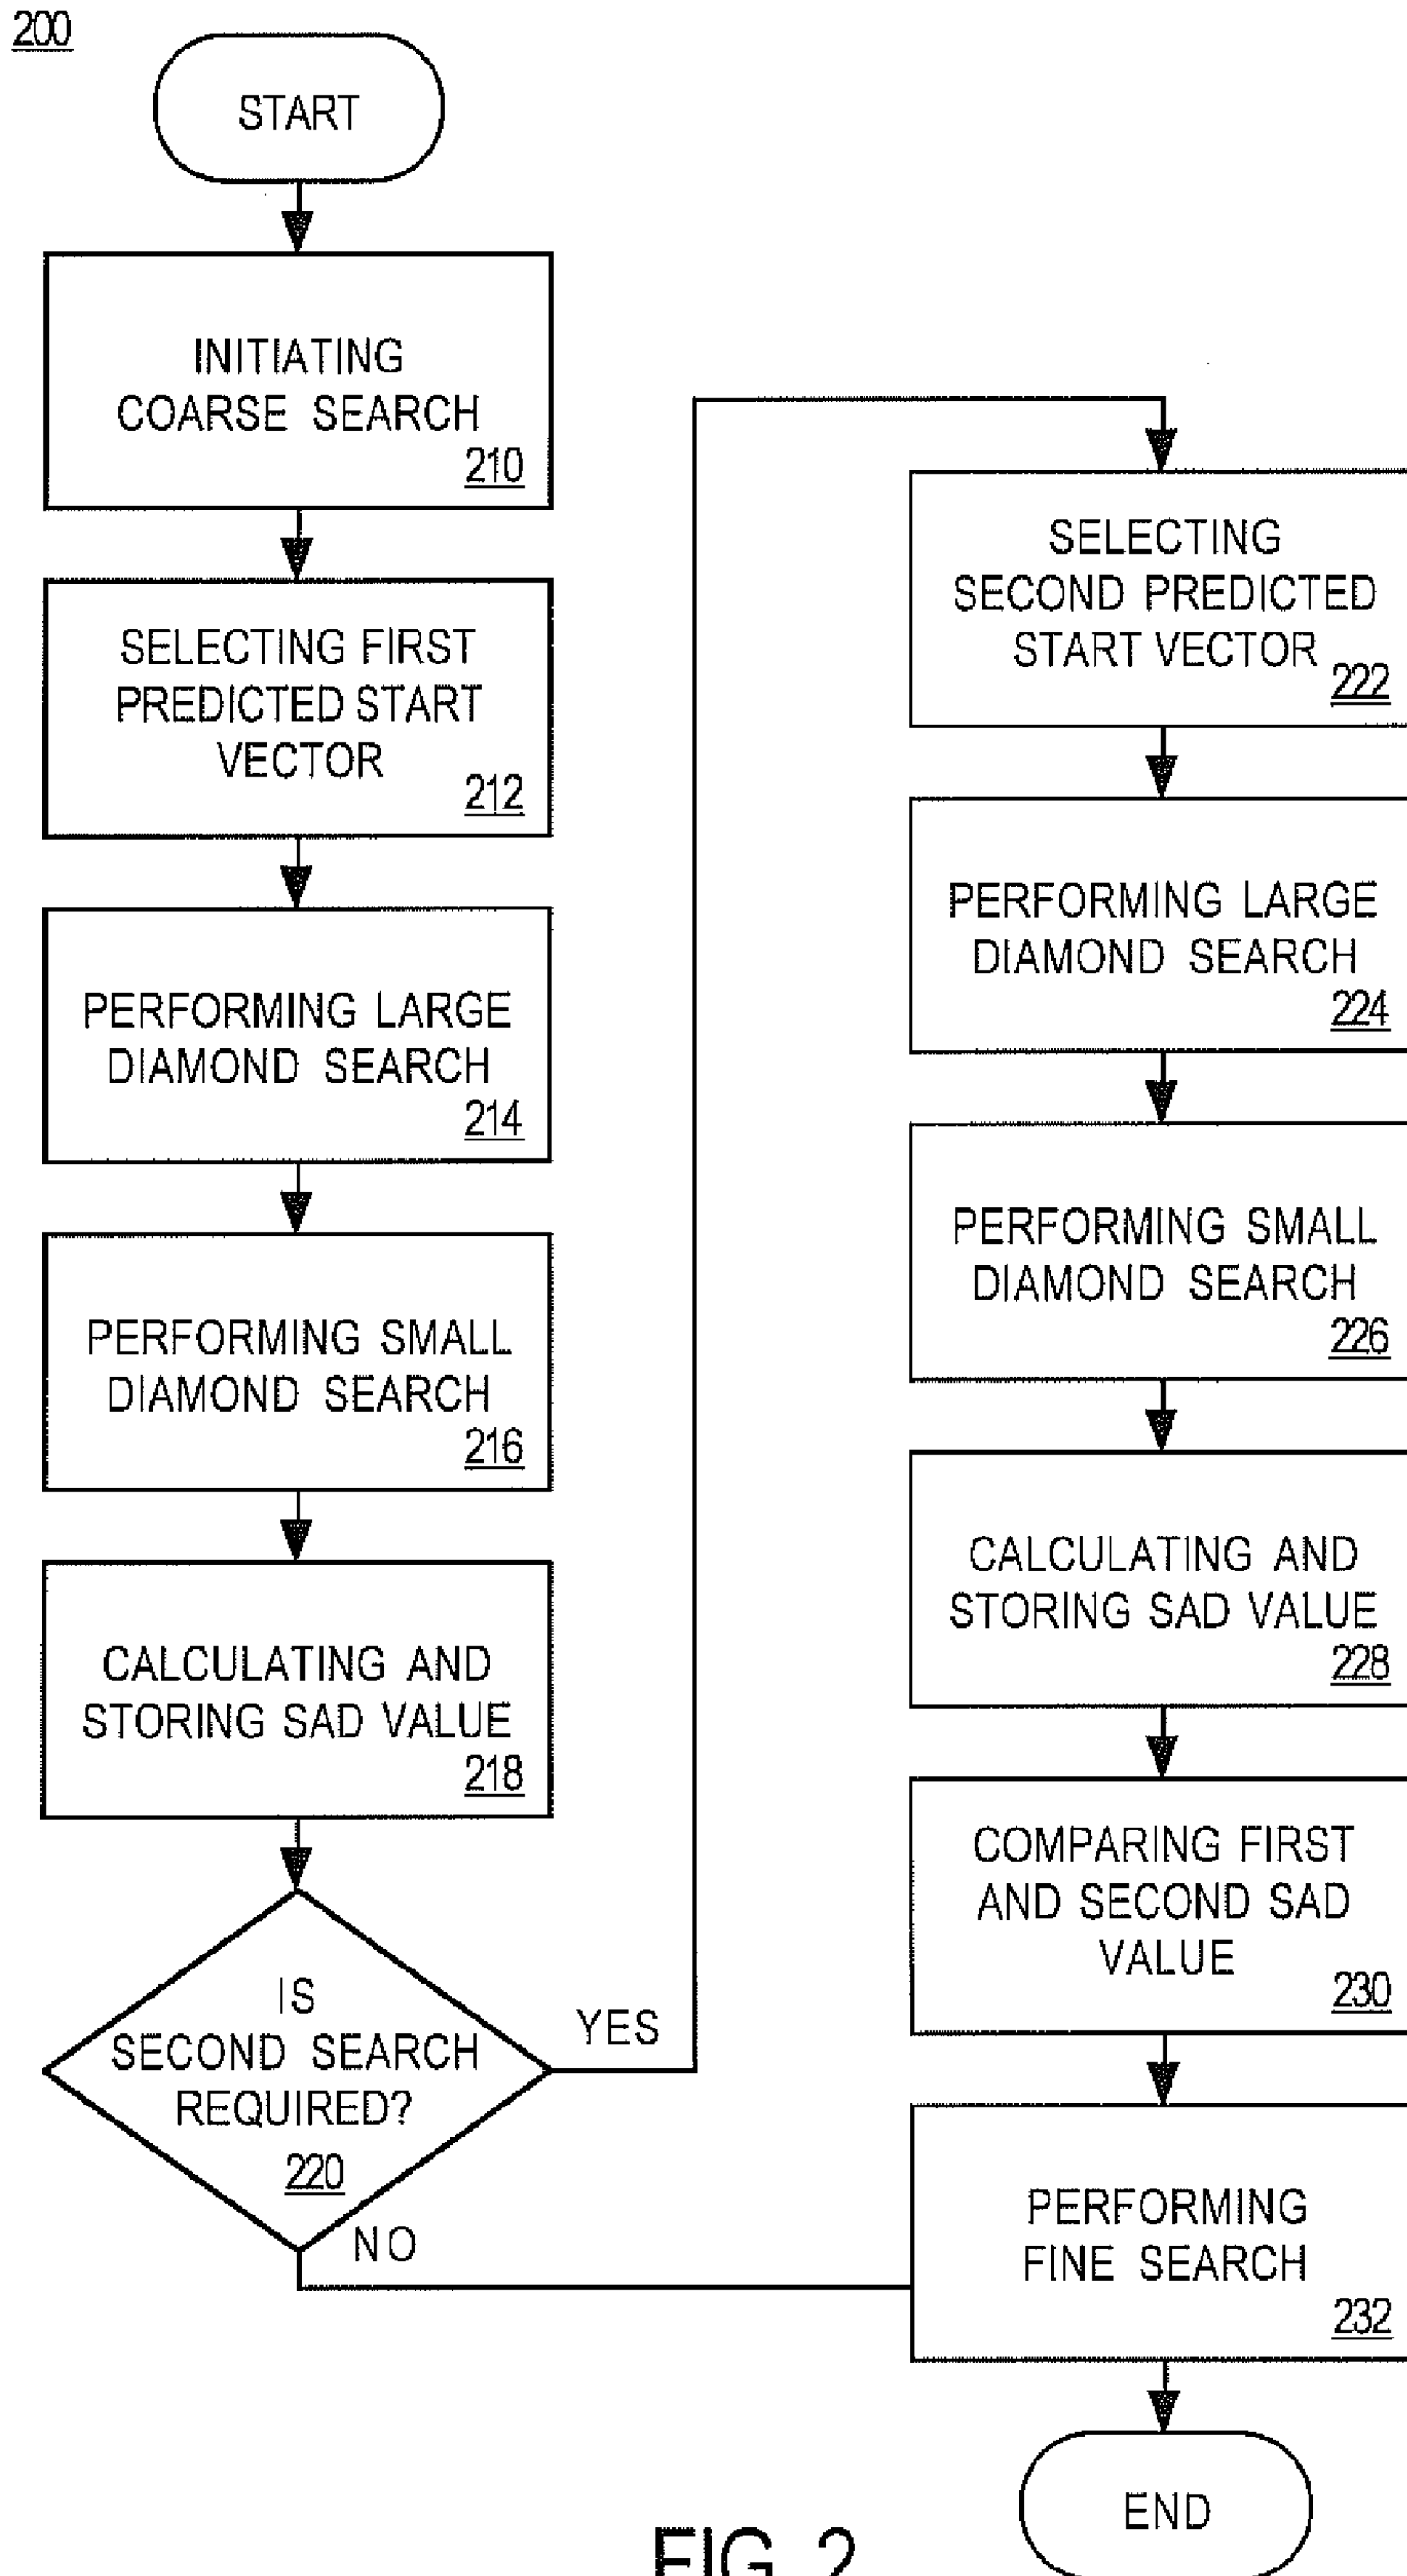 200
START
INITIATING
COARSE SEARCH
210
SELECTING FIRST
PREDICTED START
VECTOR
212
PERFORMING LARGE
DIAMOND SEARCH
214
PERFORMING SMALL
DIAMOND SEARCH
216
CALCULATING AND
STORING SAD VALUE
218
IS
SECOND SEARCH
REQUIRED?
220
YES
NO
SELECTING
SECOND PREDICTED
START VECTOR
222
PERFORMING LARGE
DIAMOND SEARCH
224
PERFORMING SMALL
DIAMOND SEARCH
226
CALCULATING AND
STORING SAD VALUE
228
COMPARING FIRST
AND SECOND SAD
VALUE
230
PERFORMING
FINE SEARCH
232
END
FIG. 2